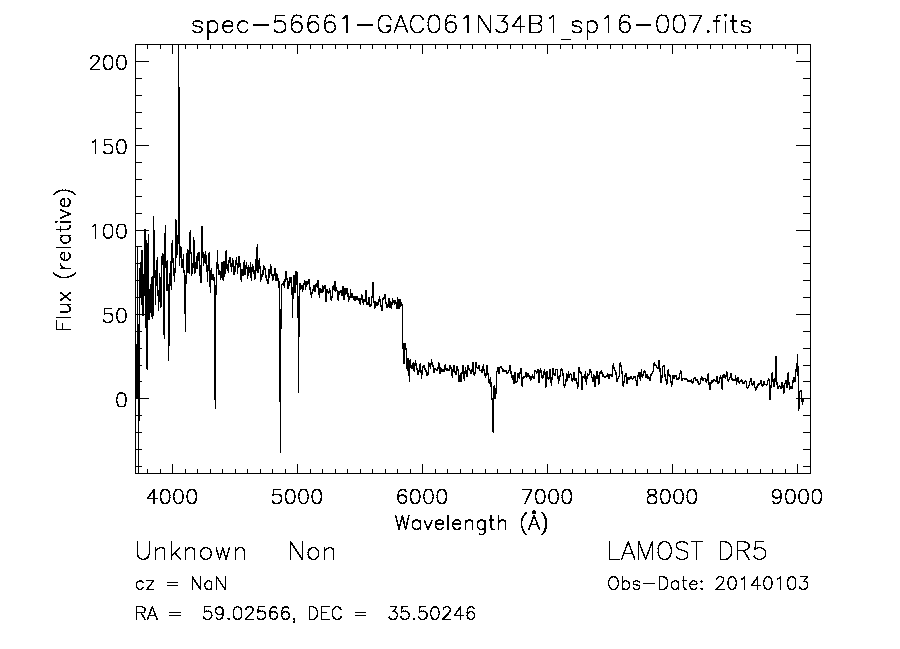 spec-56661-GAC061N34B1_sp16-007.fits
200
150
100
50
0
Flux (relative)
4000 5000 6000 7000 8000 9000
Wavelength (Å)
Unknown Non LAMOST DR5
cz = NaN Obs-Date: 20140103
RA = 59.02566, DEC = 35.50246